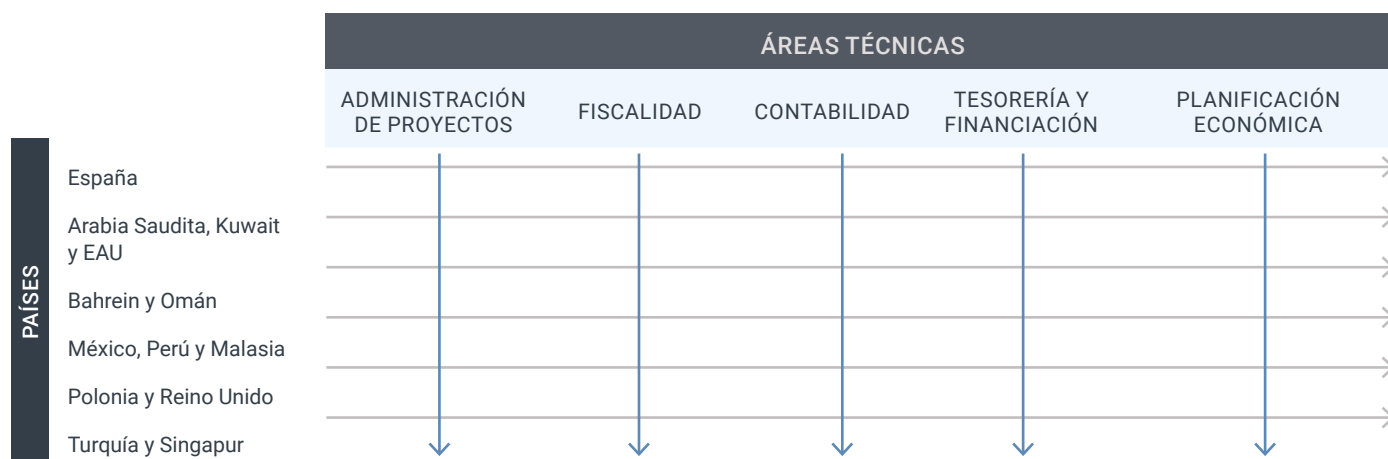 ÁREAS TÉCNICAS
ADMINISTRACIÓN
DE PROYECTOS
FISCALIDAD
CONTABILIDAD
TESORERÍA Y
FINANCIACIÓN
PLANIFICACIÓN
ECONÓMICA
PAÍSES
España
Arabia Saudita, Kuwait
y EAU
Bahrein y Omán
México, Perú y Malasia
Polonia y Reino Unido
Turquía y Singapur